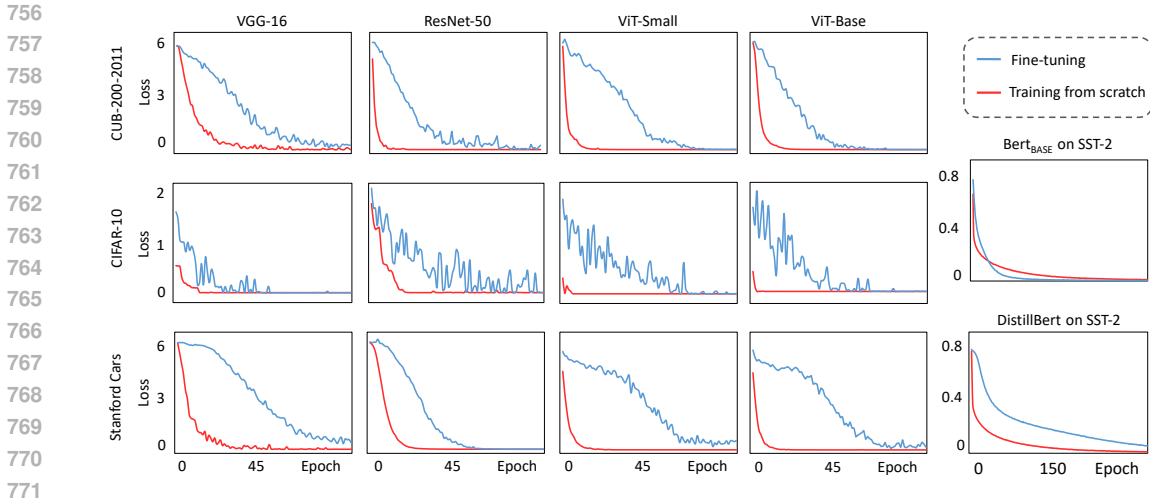 756
757
758
759
760
761
762
763
764
765
766
767
768
769
770
771
VGG-16
ResNet-50
ViT-Small
ViT-Base
CUB-200-2011
Loss
6
3
0
Fine-tuning
Training from scratch
Bert_BASE on SST-2
0.8
0.4
0
CIFAR-10
Loss
2
1
0
DistillBert on SST-2
0.8
0.4
0
0 150 Epoch
Stanford Cars
Loss
6
3
0
0 45 Epoch
0 45 Epoch
45 Epoch
0 45 Epoch